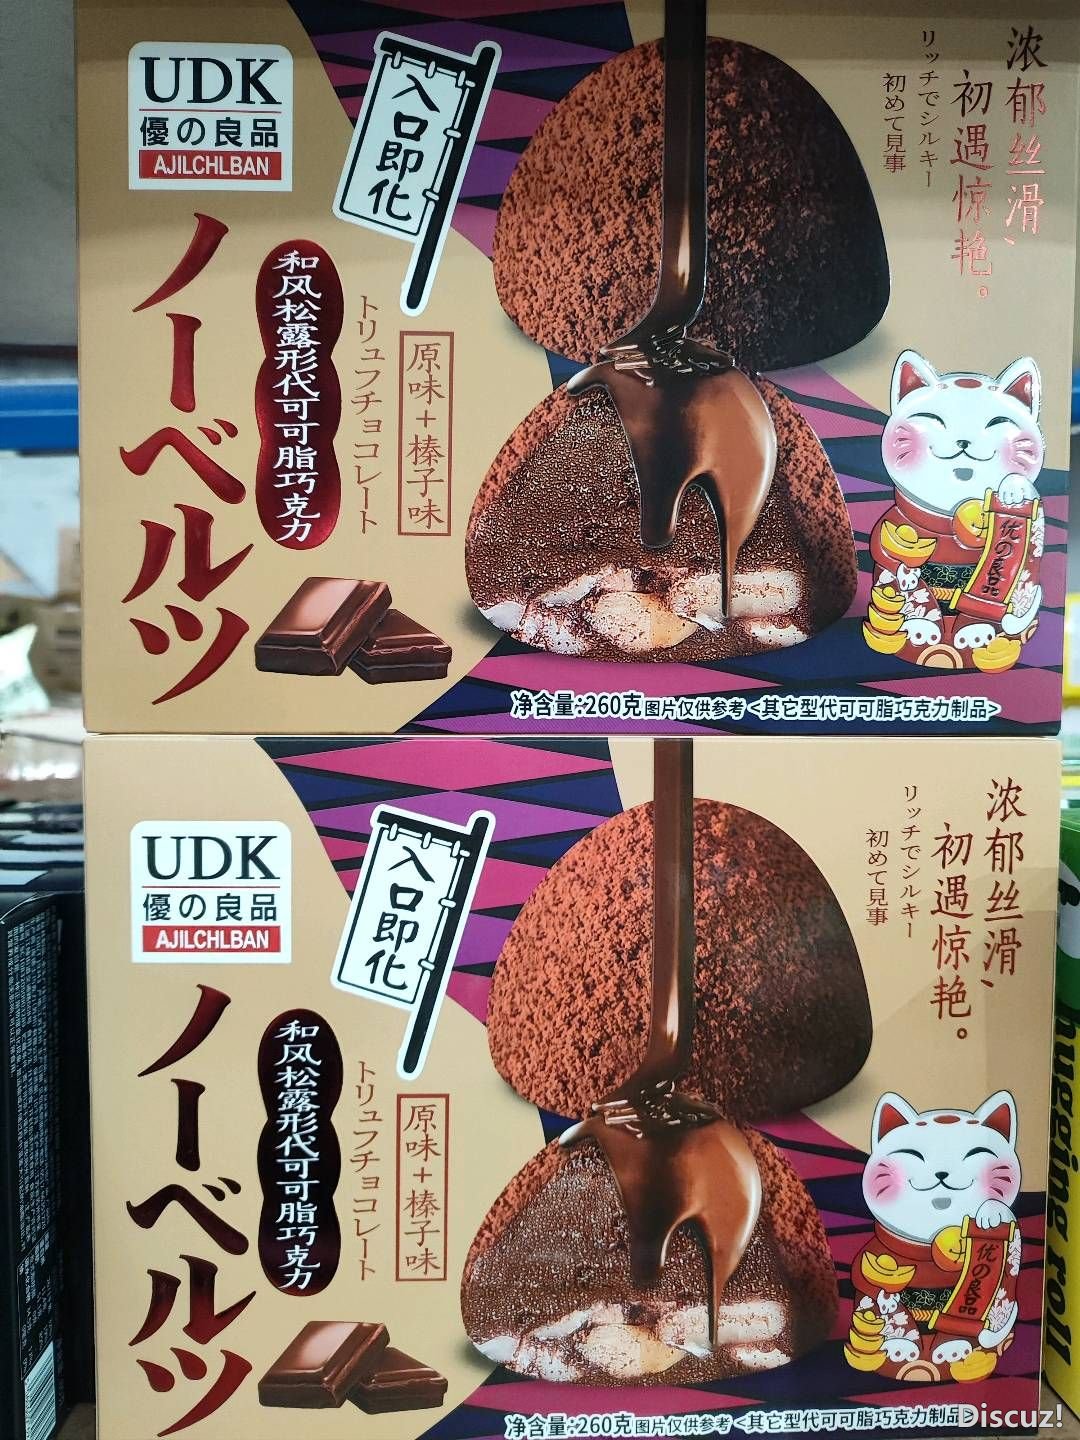 UDK
優の良品
AJILCHLBAN
入口即化
浓郁丝滑、
初遇惊艳。
リッチでシルキー
初めて見事
ノーベルツ
和风松露形代可可脂巧克力
トリュフチョコレート
原味+榛子味
优の良品
净含量:260克 图片仅供参考 <其它型代可可脂巧克力制品>
UDK
優の良品
AJILCHLBAN
入口即化
浓郁丝滑、
初遇惊艳。
リッチでシルキー
初めて見事
ノーベルツ
和风松露形代可可脂巧克力
トリュフチョコレート
原味+榛子味
优の良品
净含量:260克 图片仅供参考 <其它型代可可脂巧克力制品>
hugging roll
Discuz!